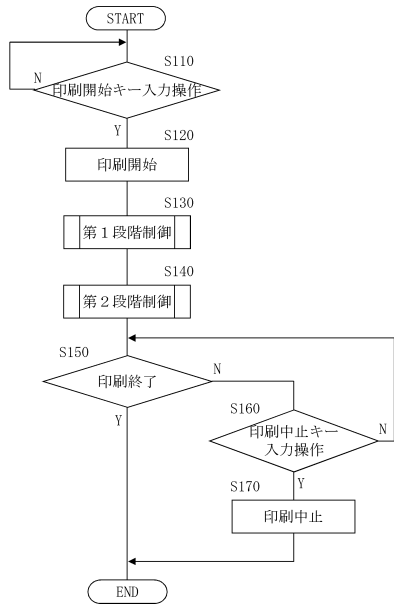 START
S110
N
印刷開始キー入力操作
Y
S120
印刷開始
S130
第1段階制御
S140
第2段階制御
S150
N
印刷終了
Y
S160
印刷中止キー
入力操作
N
Y
S170
印刷中止
END